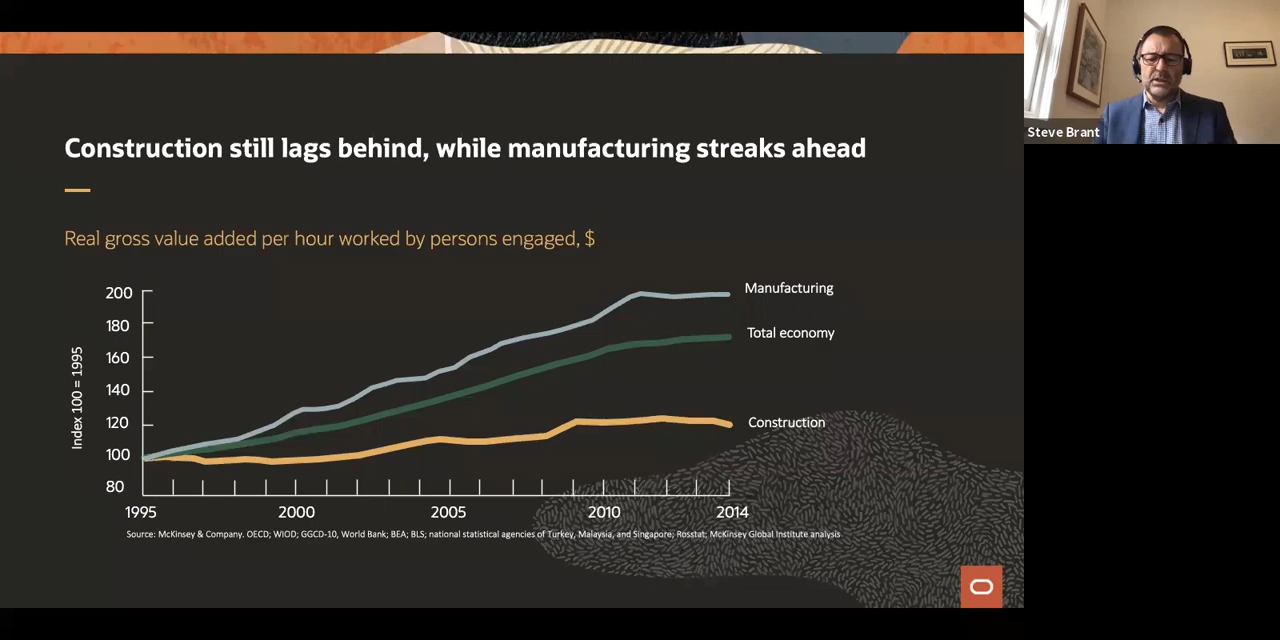 Construction still lags behind, while manufacturing streaks ahead
Real gross value added per hour worked by persons engaged, $
Index 100 = 1995
200
180
160
140
120
100
80
1995
2000
2005
2010
2014
Manufacturing
Total economy
Construction
Source: McKinsey & Company. OECD; WIOD; GGCD-10, World Bank; BEA; BLS; national statistical agencies of Turkey, Malaysia, and Singapore; Rosstat; McKinsey Global Institute analysis
Steve Brant